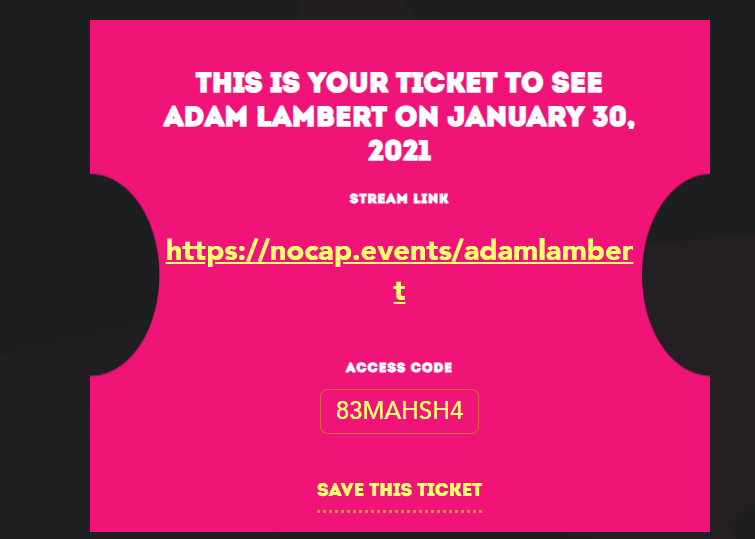 THIS IS YOUR TICKET TO SEE
ADAM LAMBERT ON JANUARY 30,
2021
STREAM LINK
https://nocap.events/adamlamber
t
ACCESS CODE
83MAHSH4
SAVE THIS TICKET